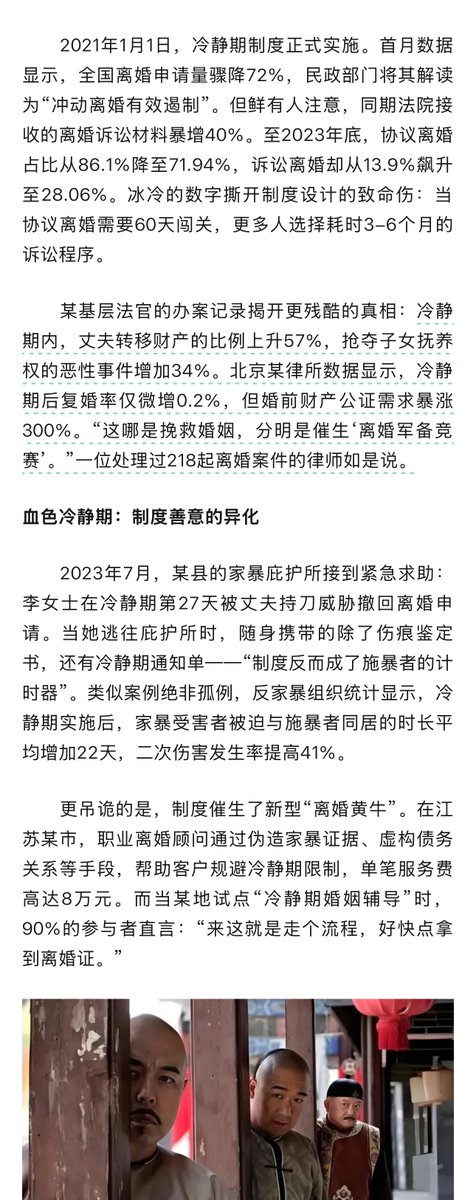 2021年1月1日，冷静期制度正式实施。首月数据
显示，全国离婚申请量骤降72%，民政部门将其解读
为“冲动离婚有效遏制”。但鲜有人注意，同期法院接
收的离婚诉讼材料暴增40%。至2023年底，协议离婚
占比从86.1%降至71.94%，诉讼离婚却从13.9%飙升
至28.06%。冰冷的数字撕开制度设计的致命伤：当
协议离婚需要60天闯关，更多人选择耗时3-6个月的
诉讼程序。
某基层法官的办案记录揭开更残酷的真相：冷静
期内，丈夫转移财产的比例上升57%，抢夺子女抚养
权的恶性事件增加34%。北京某律所数据显示，冷静
期后复婚率仅微增0.2%，但婚前财产公证需求暴涨
300%。“这哪是挽救婚姻，分明是催生‘离婚军备竞
赛’。”一位处理过218起离婚案件的律师如是说。
血色冷静期：制度善意的异化
2023年7月，某县的家暴庇护所接到紧急求助：
李女士在冷静期第27天被丈夫持刀威胁撤回离婚申
请。当她逃往庇护所时，随身携带的除了伤痕鉴定
书，还有冷静期通知单——“制度反而成了施暴者的计
时器”。类似案例绝非孤例，反家暴组织统计显示，冷
静期实施后，家暴受害者被迫与施暴者同居的时长平
均增加22天，二次伤害发生率提高41%。
更吊诡的是，制度催生了新型“离婚黄牛”。在江
苏某市，职业离婚顾问通过伪造家暴证据、虚构债务
关系等手段，帮助客户规避冷静期限制，单笔服务费
高达8万元。而当某地试点“冷静期婚姻辅导”时，
90%的参与者直言：“来这就是走个流程，好快点拿
到离婚证。”